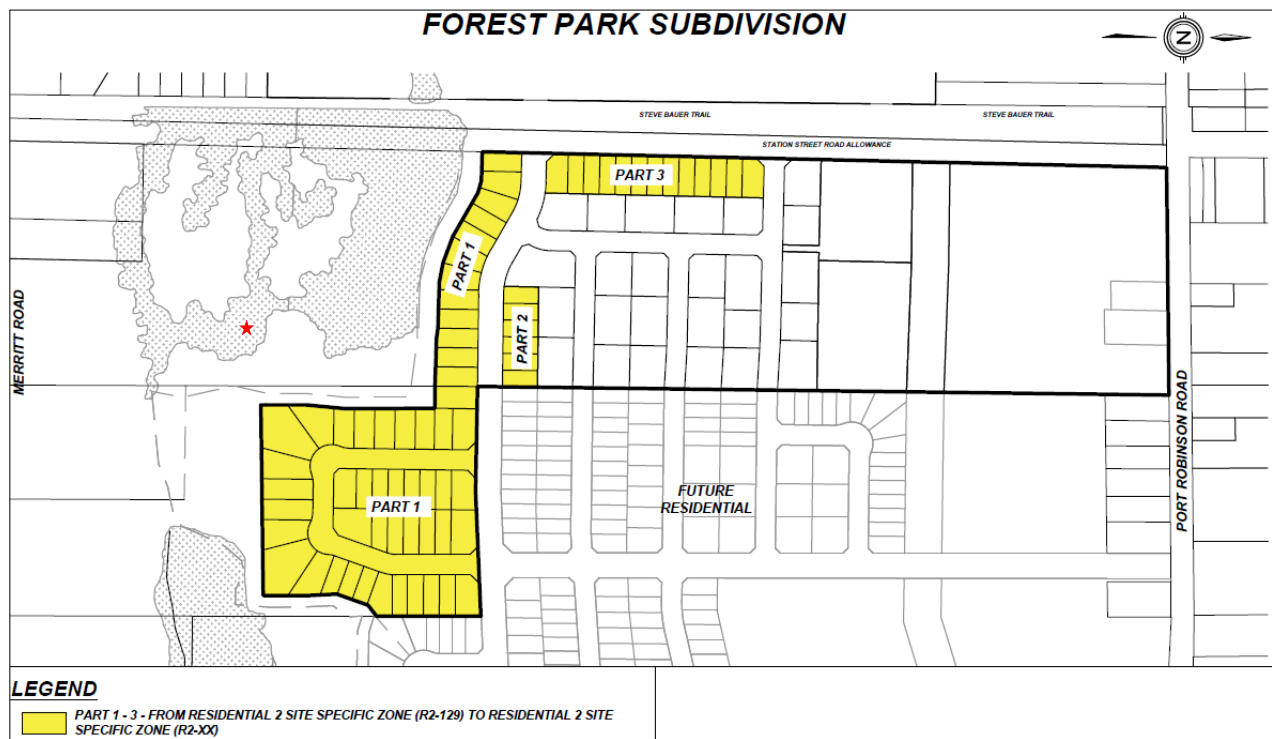 FOREST PARK SUBDIVISION
N
STEVE BAUER TRAIL
STEVE BAUER TRAIL
STATION STREET ROAD ALLOWANCE
PART 3
PART 1
PART 2
MERRITT ROAD
PORT ROBINSON ROAD
PART 1
FUTURE
RESIDENTIAL
LEGEND
PART 1 - 3 - FROM RESIDENTIAL 2 SITE SPECIFIC ZONE (R2-129) TO RESIDENTIAL 2 SITE
SPECIFIC ZONE (R2-XX)